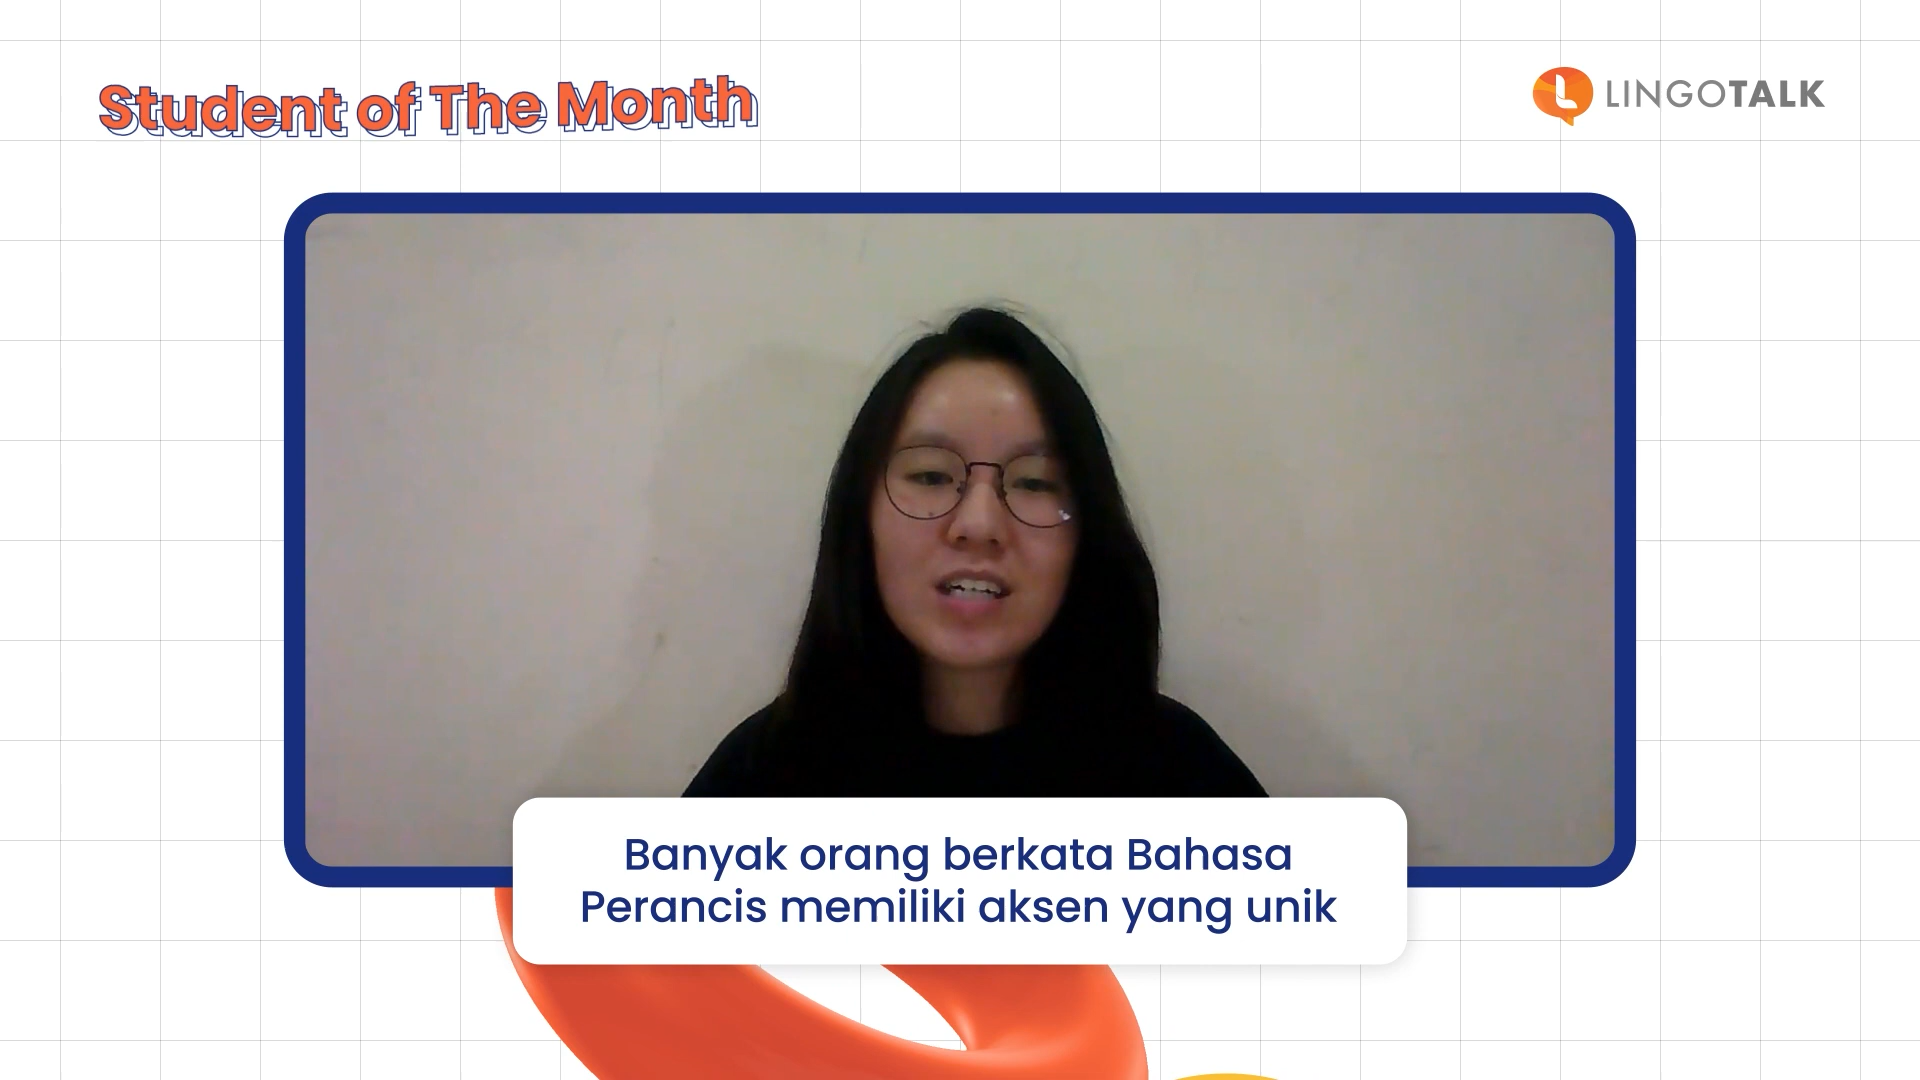 Student of The Month
LINGOTALK
Banyak orang berkata Bahasa
Perancis memiliki aksen yang unik